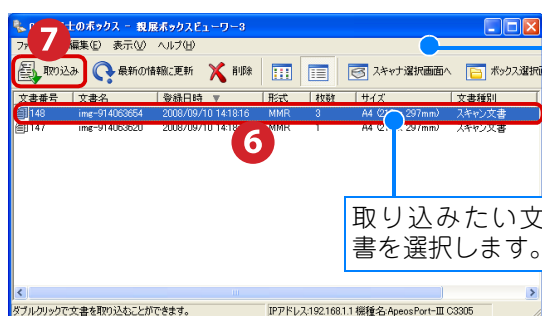 士のボックス - 親展ボックスビューワー3
7
編集(E) 表示(V) ヘルプ(H)
取り込み 最新の情報に更新 削除 スキャナ選択画面へ ボックス選択
文書番号 文書名 登録日時 形式 枚数 サイズ 文書種別
148 img-914063654 2008/09/10 14:18:16 MMR 3 A4 297mm) スキャン文書
147 img-914063620 2008/09/10 MMR 1 A4 297mm) スキャン文書
6
取り込みたい文
書を選択します。
ダブルクリックで文書を取り込むことができます。 IPアドレス:192.168.1.1 機種名:ApeosPort-III C3305